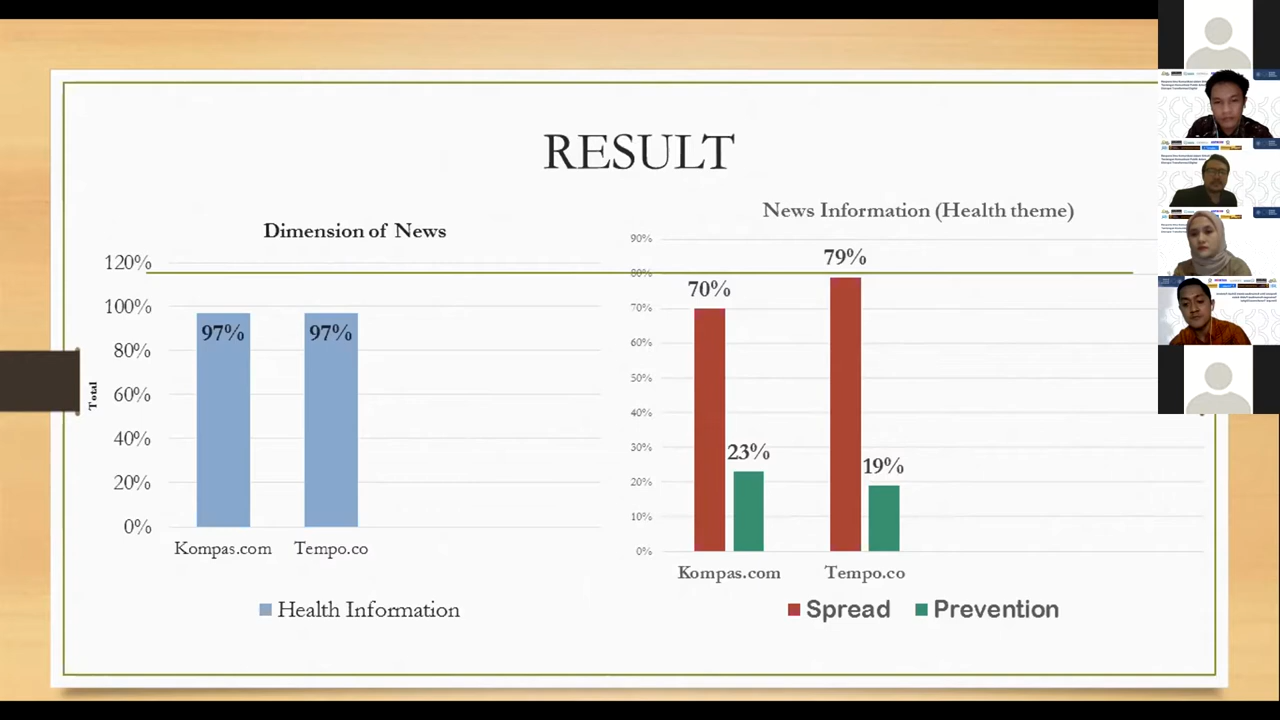 RESULT
Dimension of News
120%
100%
80%
60%
40%
20%
0%
Total
97%
97%
Kompas.com
Tempo.co
Health Information
News Information (Health theme)
90%
80%
70%
60%
50%
40%
30%
20%
10%
0%
70%
23%
79%
19%
Kompas.com
Tempo.co
Spread
Prevention